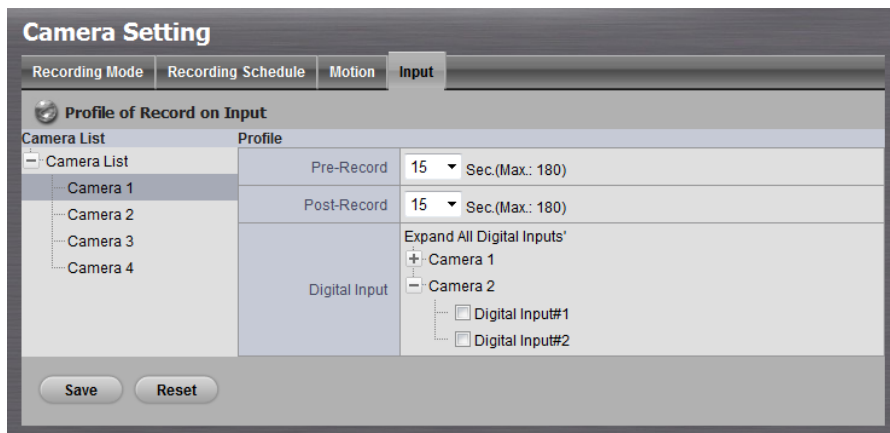 Camera Setting
Recording Mode Recording Schedule Motion Input
Profile of Record on Input
Camera List Profile
Camera List
Camera 1
Camera 2
Camera 3
Camera 4
Pre-Record 15 Sec.(Max.: 180)
Post-Record 15 Sec.(Max.: 180)
Digital Input
Expand All Digital Inputs'
Camera 1
Camera 2
Digital Input#1
Digital Input#2
Save Reset